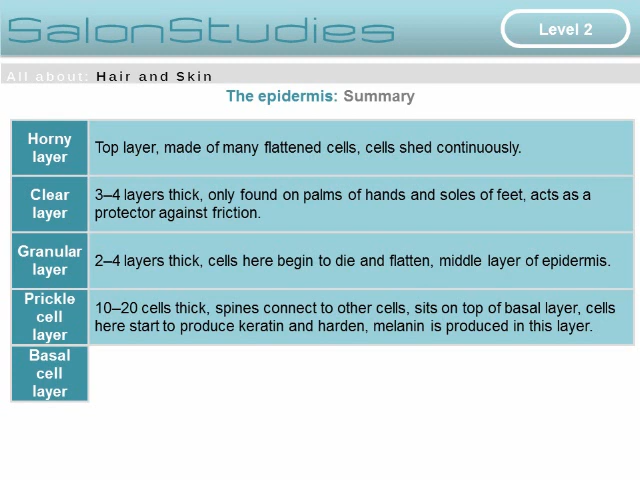 SalonStudies
Level 2
All about: Hair and Skin
The epidermis: Summary
Horny
layer
Top layer, made of many flattened cells, cells shed continuously.
Clear
layer
3–4 layers thick, only found on palms of hands and soles of feet, acts as a
protector against friction.
Granular
layer
2–4 layers thick, cells here begin to die and flatten, middle layer of epidermis.
Prickle
cell
layer
10–20 cells thick, spines connect to other cells, sits on top of basal layer, cells
here start to produce keratin and harden, melanin is produced in this layer.
Basal
cell
layer